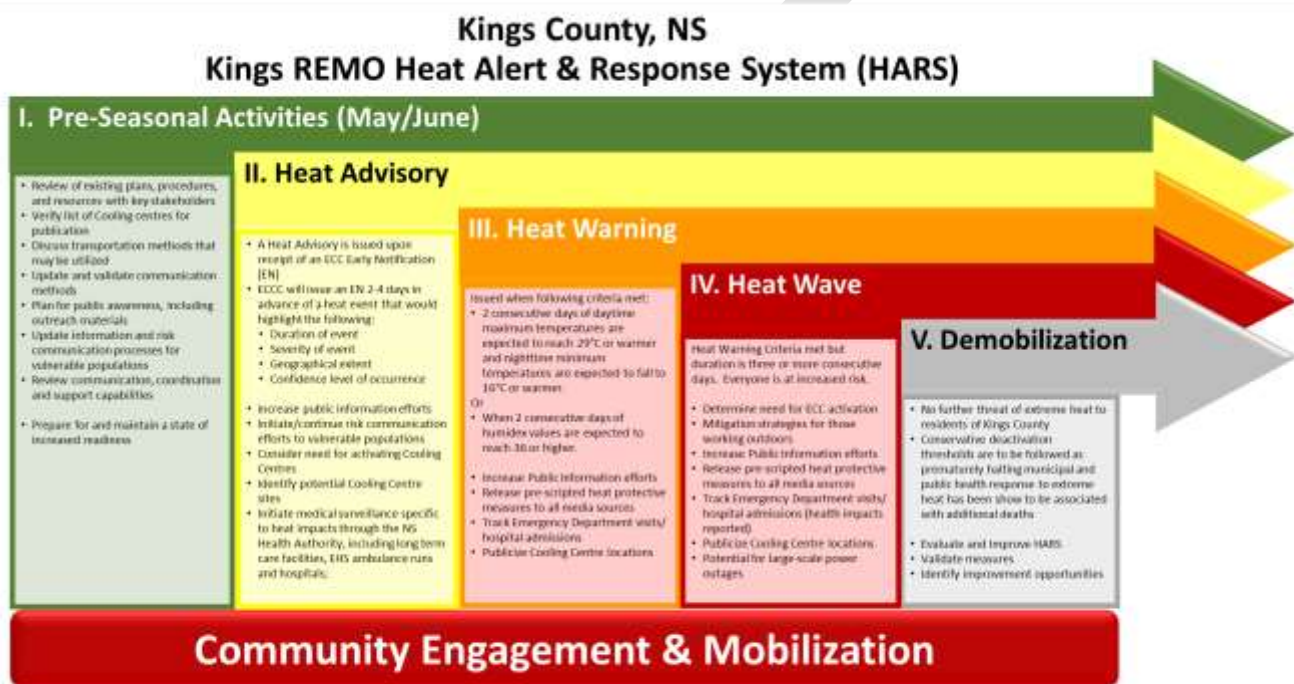 Kings County, NS
Kings REMO Heat Alert & Response System (HARS)
I. Pre-Seasonal Activities (May/June)
• Review of existing plans, procedures,
and resources with key stakeholders
• Verify list of Cooling centres for
publication
• Discuss transportation methods that
may be utilized
• Update and validate communication
methods
• Plan for public awareness, including
outreach materials
• Update information and risk
communication processes for
vulnerable populations
• Review communication, coordination
and support capabilities
• Prepare for and maintain a state of
increased readiness
II. Heat Advisory
• A Heat Advisory is issued upon
receipt of an ECC Early Notification
(EN)
• ECCC will issue an EN 2-4 days in
advance of a heat event that would
highlight the following:
• Duration of event
• Severity of event
• Geographical extent
• Confidence level of occurrence
• Increase public information efforts
• Initiate/continue risk communication
efforts to vulnerable populations
• Consider need for activating Cooling
Centres
• Identify potential Cooling Centre
sites
• Initiate medical surveillance specific
to heat impacts through the NS
Health Authority, including long term
care facilities, EHS ambulance runs
and hospitals,
III. Heat Warning
Issued when following criteria met:
• 2 consecutive days of daytime
maximum temperatures are
expected to reach 29°C or warmer
and nighttime minimum
temperatures are expected to fall to
16°C or warmer.
Or
• When 2 consecutive days of
humidex values are expected to
reach 36 or higher.
• Increase Public Information efforts
• Release pre-scripted heat protective
measures to all media sources
• Track Emergency Department visits/
hospital admissions
• Publicize Cooling Centre locations
IV. Heat Wave
Heat Warning Criteria met but
duration is three or more consecutive
days. Everyone is at increased risk.
• Determine need for ECC activation
• Mitigation strategies for those
working outdoors
• Increase Public Information efforts
• Release pre-scripted heat protective
measures to all media sources
• Track Emergency Department visits/
hospital admissions (health impacts
reported)
• Publicize Cooling Centre locations
• Potential for large-scale power
outages
V. Demobilization
• No further threat of extreme heat to
residents of Kings County
• Conservative deactivation
thresholds are to be followed as
prematurely halting municipal and
public health response to extreme
heat has been show to be associated
with additional deaths
• Evaluate and Improve HARS
• Validate measures
• Identify improvement opportunities
Community Engagement & Mobilization